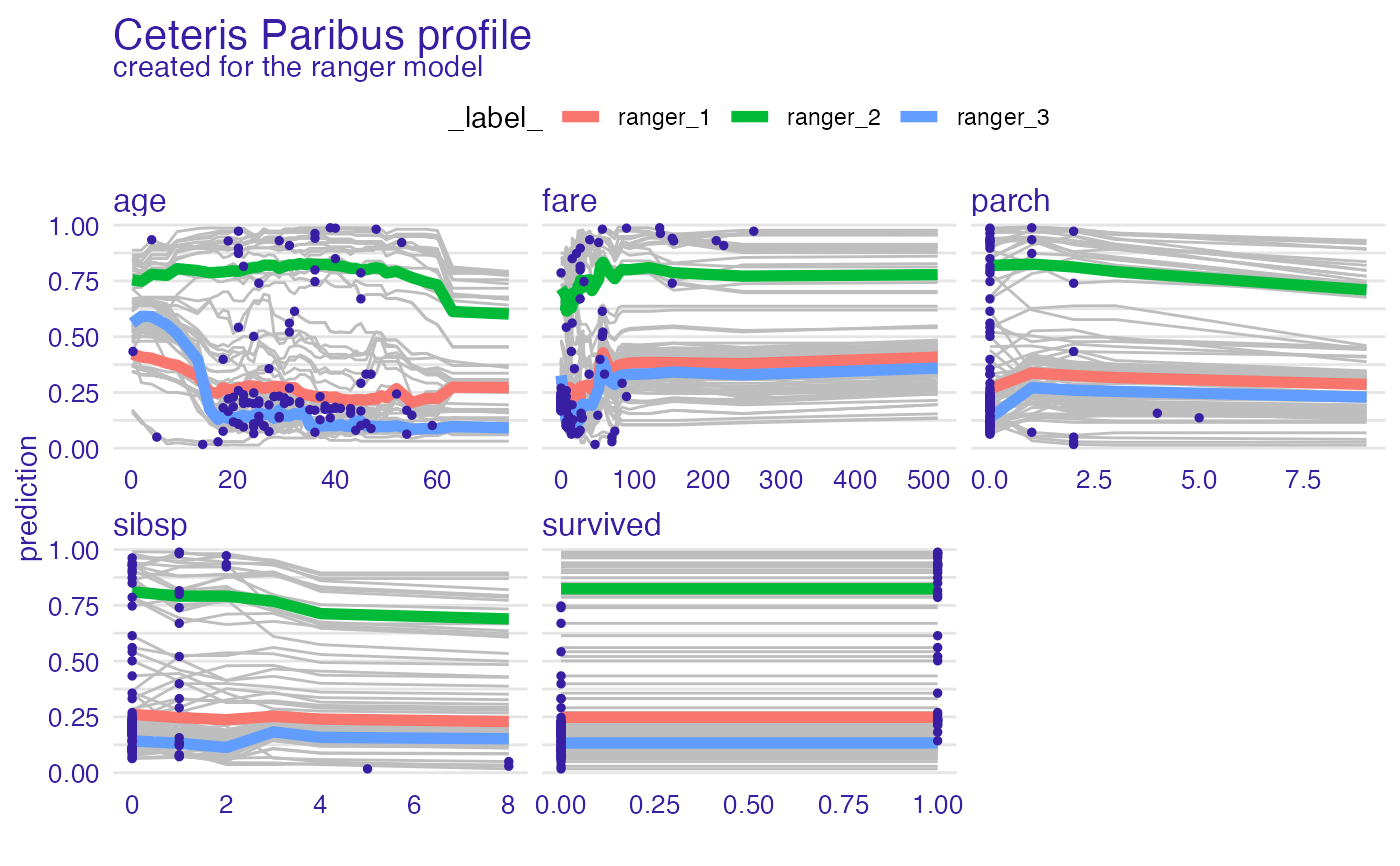 Ceteris Paribus profile
created for the ranger model
_label_ ranger_1 ranger_2 ranger_3
age fare parch
1.00
0.75
0.50
0.25
0.00
0 20 40 60 0 100 200 300 400 500 0.0 2.5 5.0 7.5
prediction
sibsp survived
1.00
0.75
0.50
0.25
0.00
0 2 4 6 8 0.00 0.25 0.50 0.75 1.00